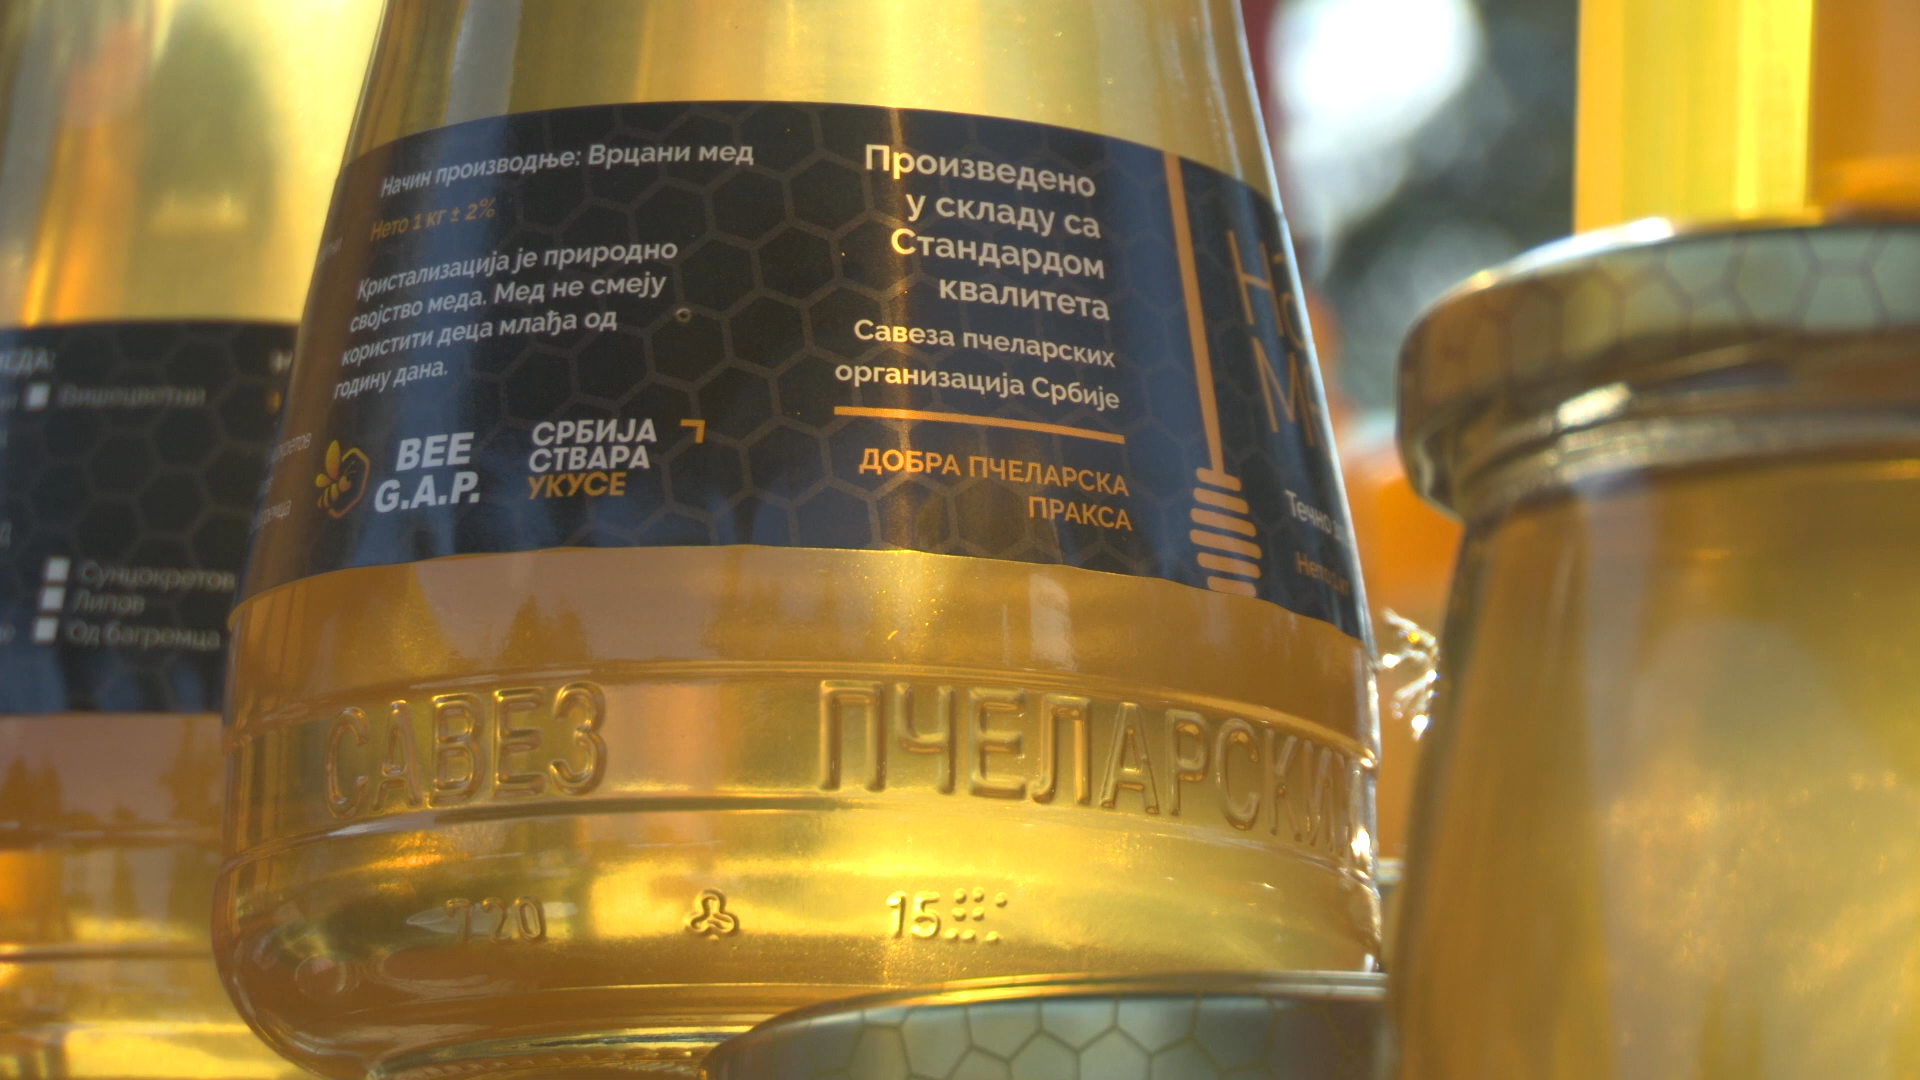 Начин производње: Врцани мед
Нето 1 кг ± 2%
Кристализација је природно
својство меда. Мед не смеју
користити деца млађа од
годину дана.
BEE
G.A.P.
СРБИЈА
СТВАРА
УКУСЕ
Произведено
у складу са
Стандардом
квалитета
Савеза пчеларских
организација Србије
ДОБРА ПЧЕЛАРСКА
ПРАКСА
Течно
Вишецветни
Сунцокретов
Липов
Од багремца
САВЕЗ ПЧЕЛАРСКИХ
720 15